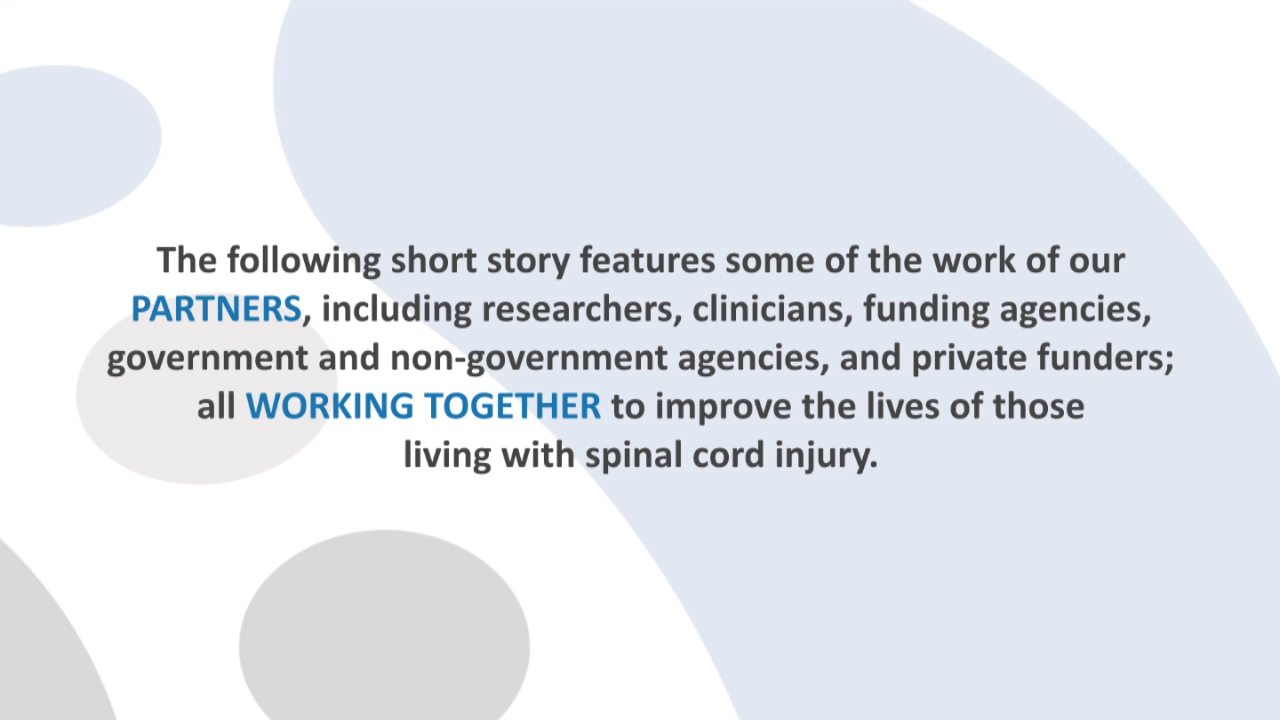 The following short story features some of the work of our
PARTNERS, including researchers, clinicians, funding agencies,
government and non-government agencies, and private funders;
all WORKING TOGETHER to improve the lives of those
living with spinal cord injury.